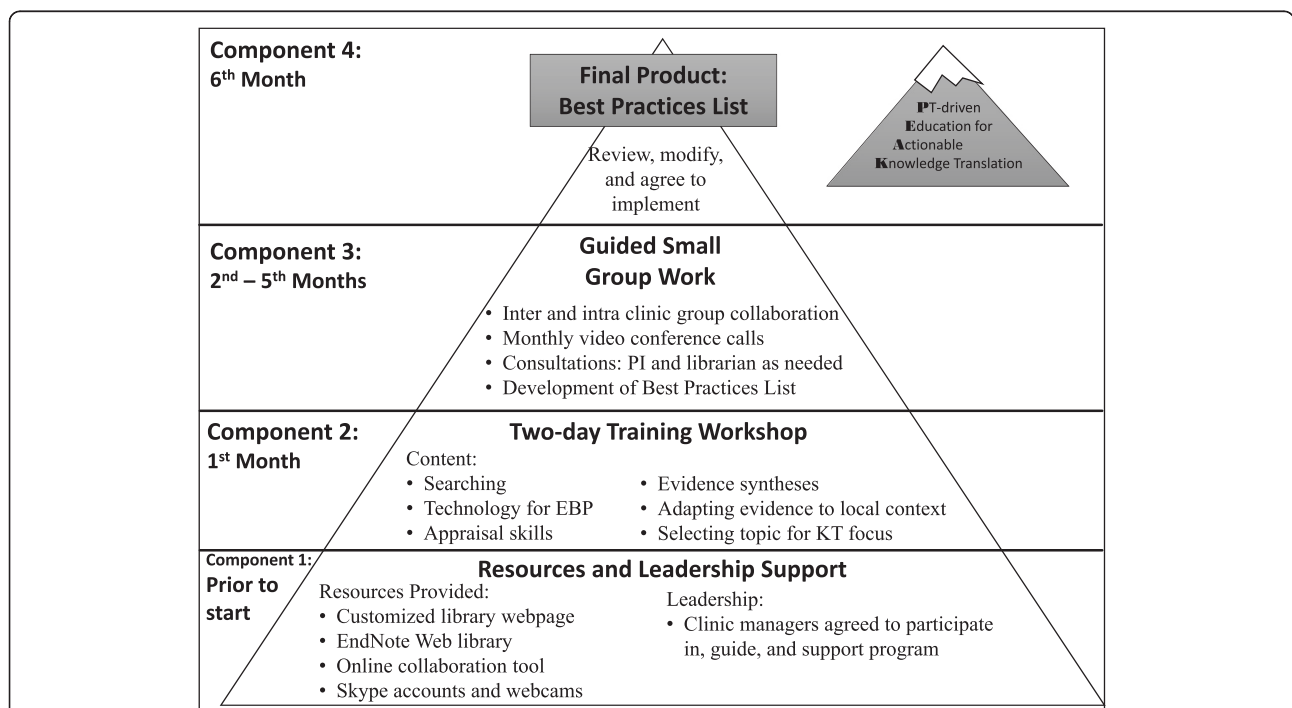 Component 4:
6th Month
Final Product:
Best Practices List
Review, modify,
and agree to
implement
PT-driven
Education for
Actionable
Knowledge Translation
Component 3:
2nd – 5th Months
Guided Small
Group Work
• Inter and intra clinic group collaboration
• Monthly video conference calls
• Consultations: PI and librarian as needed
• Development of Best Practices List
Component 2:
1st Month
Two-day Training Workshop
Content:
• Searching
• Technology for EBP
• Appraisal skills
• Evidence syntheses
• Adapting evidence to local context
• Selecting topic for KT focus
Component 1:
Prior to
start
Resources and Leadership Support
Resources Provided:
• Customized library webpage
• EndNote Web library
• Online collaboration tool
• Skype accounts and webcams
Leadership:
• Clinic managers agreed to participate
in, guide, and support program